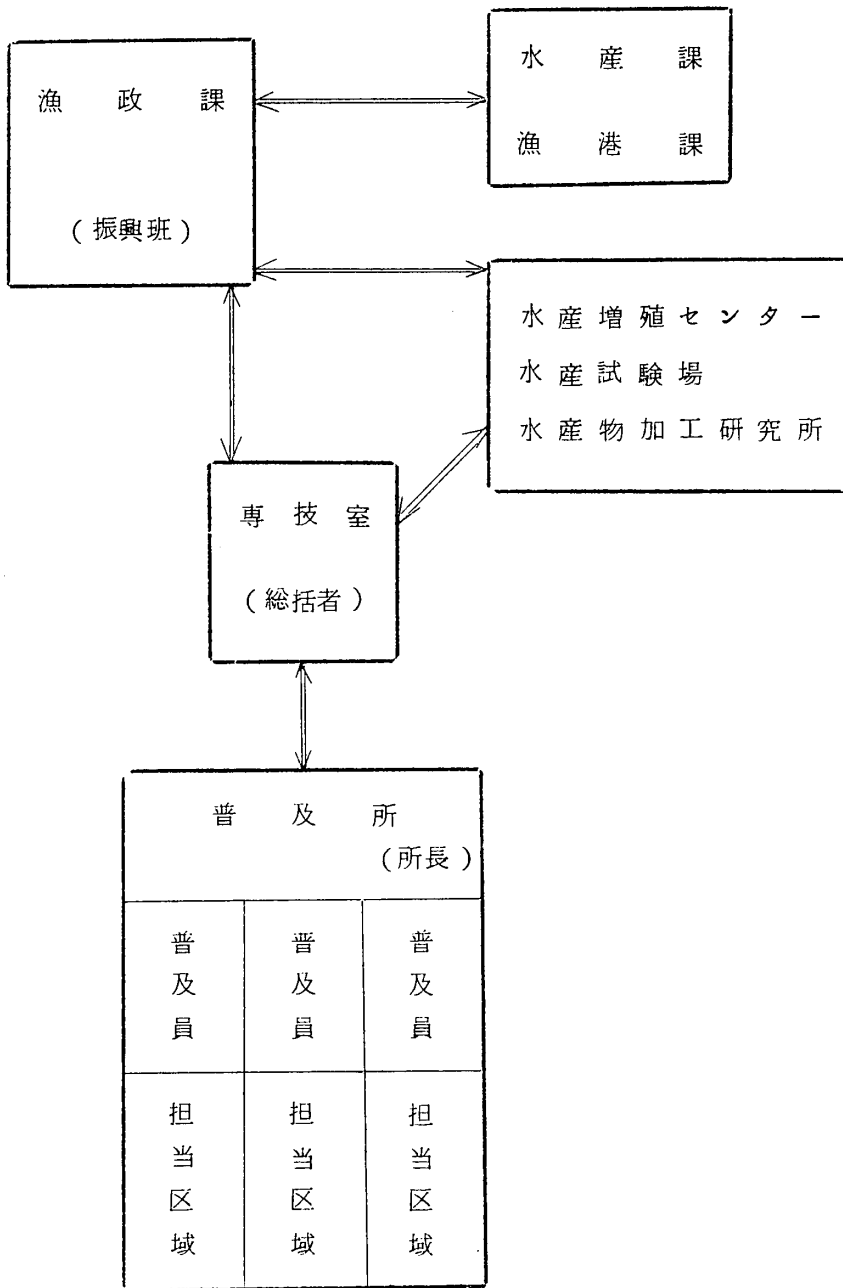 漁政課
(振興班)
水産課
漁港課
水産増殖センター
水産試験場
水産物加工研究所
専技室
(総括者)
普及所
(所長)
普及員
普及員
普及員
担当区域
担当区域
担当区域